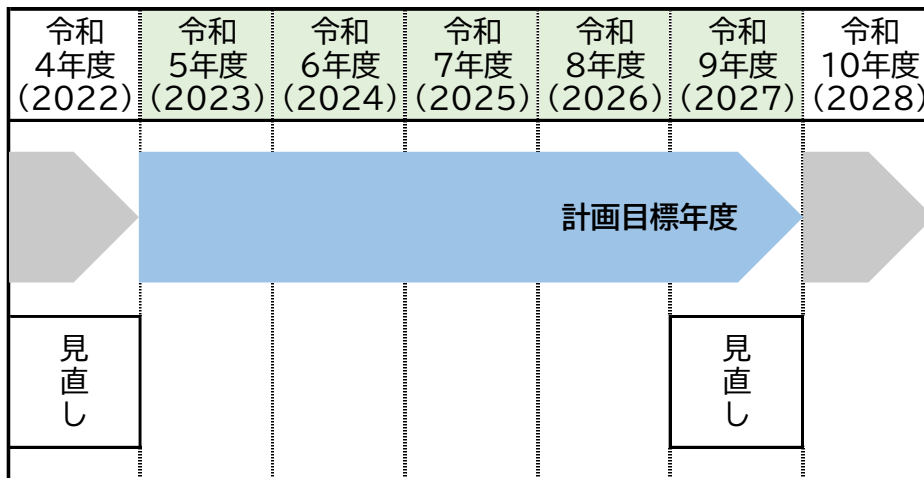 令和
4年度
(2022)
令和
5年度
(2023)
令和
6年度
(2024)
令和
7年度
(2025)
令和
8年度
(2026)
令和
9年度
(2027)
令和
10年度
(2028)
計画目標年度
見直し
見直し